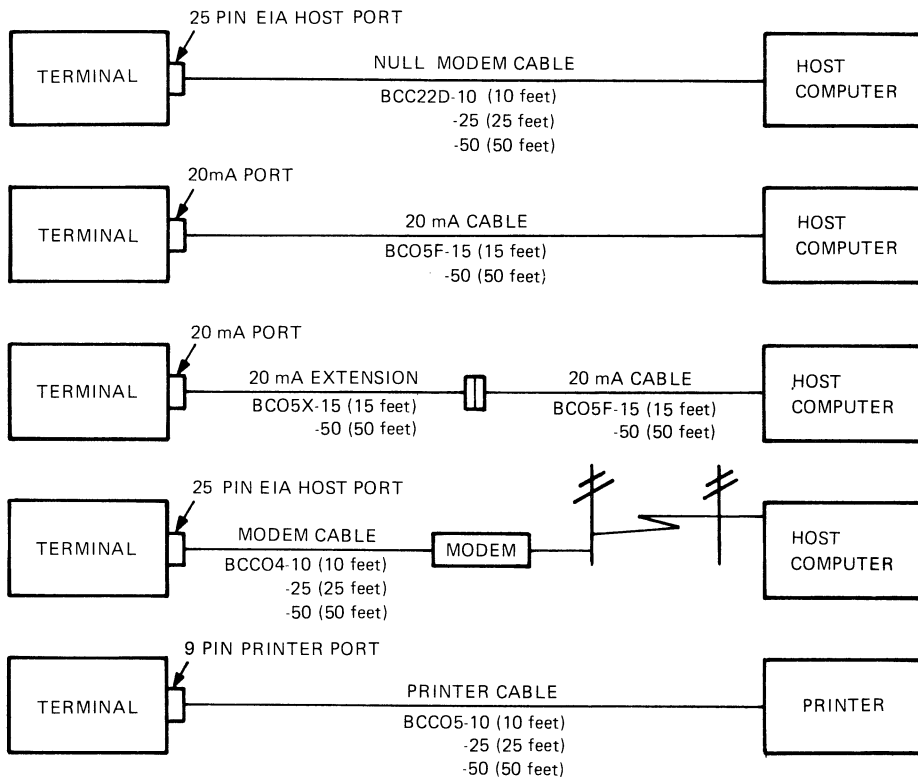 25 PIN EIA HOST PORT
TERMINAL
NULL MODEM CABLE
BCC22D-10 (10 feet)
-25 (25 feet)
-50 (50 feet)
HOST
COMPUTER
20mA PORT
TERMINAL
20 mA CABLE
BCO5F-15 (15 feet)
-50 (50 feet)
HOST
COMPUTER
20 mA PORT
TERMINAL
20 mA EXTENSION
BCO5X-15 (15 feet)
-50 (50 feet)
20 mA CABLE
BCO5F-15 (15 feet)
-50 (50 feet)
HOST
COMPUTER
25 PIN EIA HOST PORT
TERMINAL
MODEM CABLE
BCCO4-10 (10 feet)
-25 (25 feet)
-50 (50 feet)
MODEM
HOST
COMPUTER
9 PIN PRINTER PORT
TERMINAL
PRINTER CABLE
BCCO5-10 (10 feet)
-25 (25 feet)
-50 (50 feet)
PRINTER